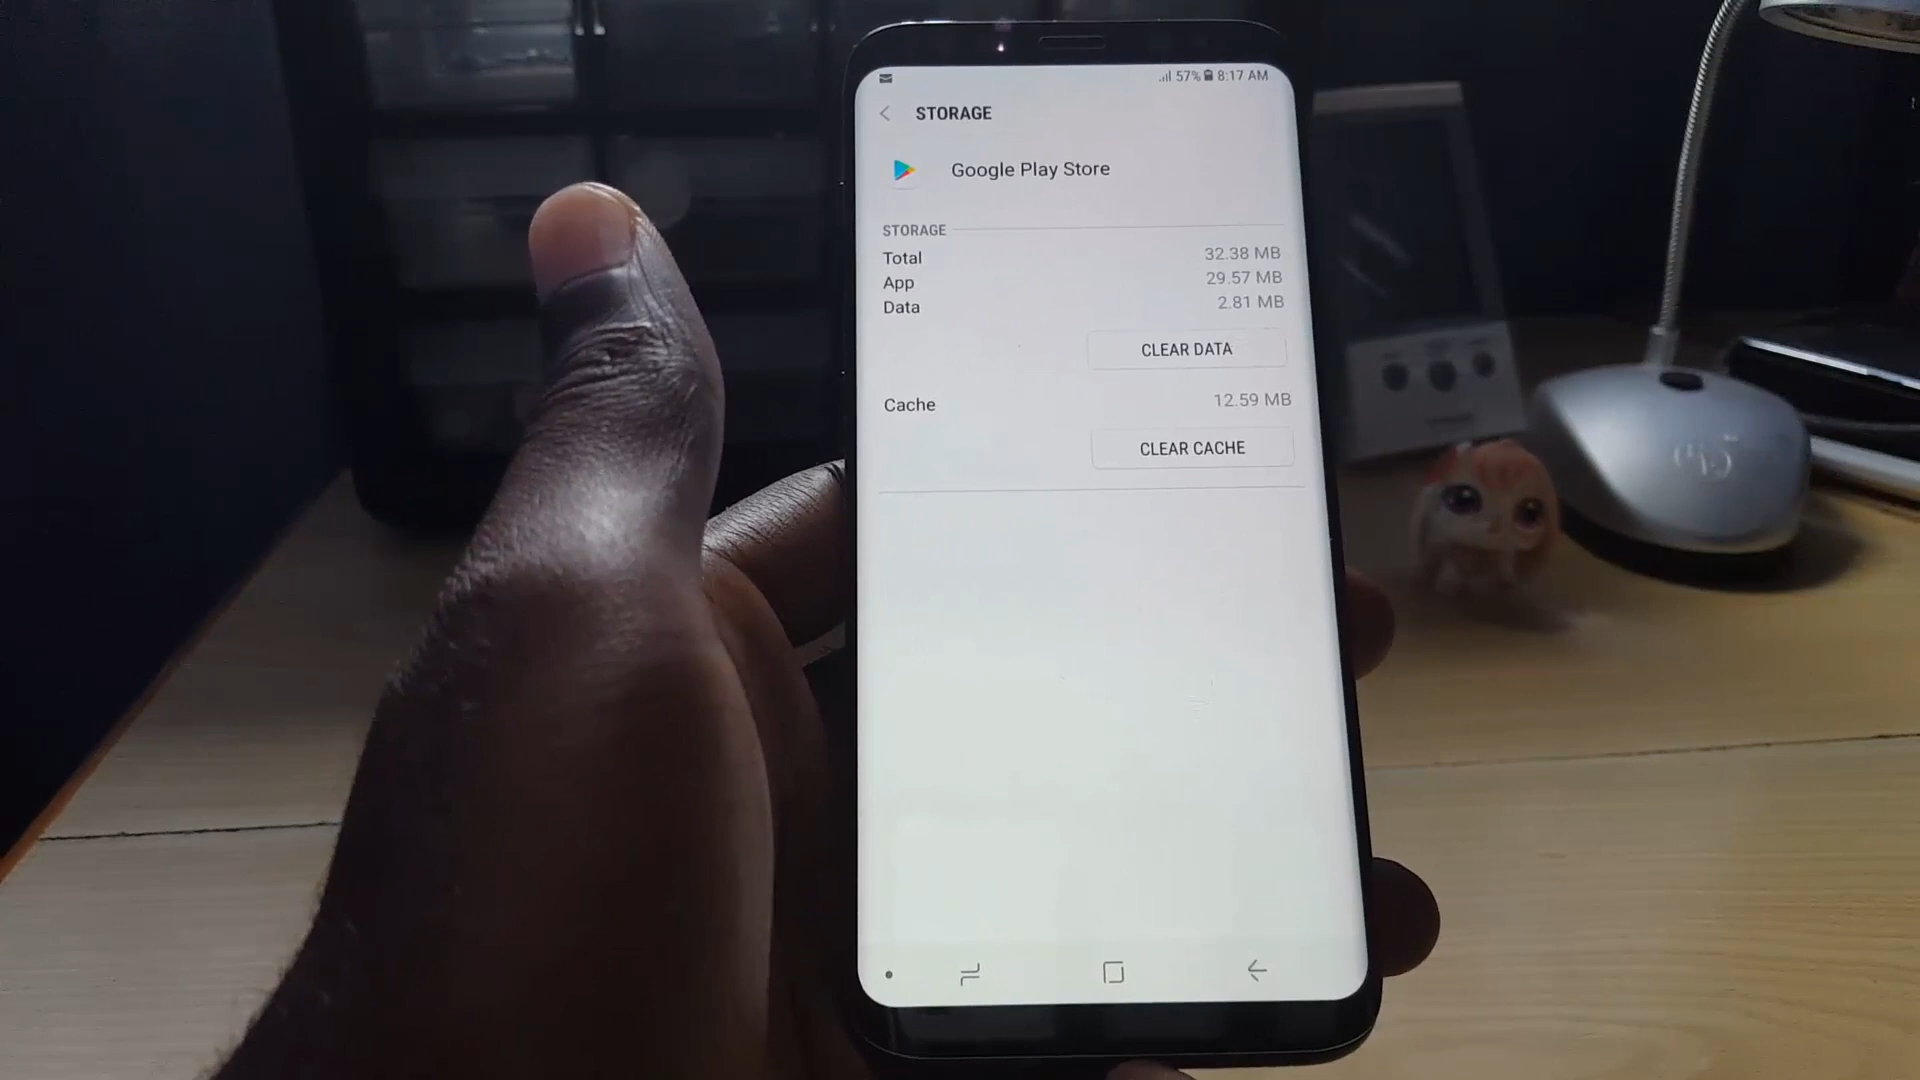 57% 8:17 AM
STORAGE
Google Play Store
STORAGE
Total 32.38 MB
App 29.57 MB
Data 2.81 MB
CLEAR DATA
Cache 12.59 MB
CLEAR CACHE